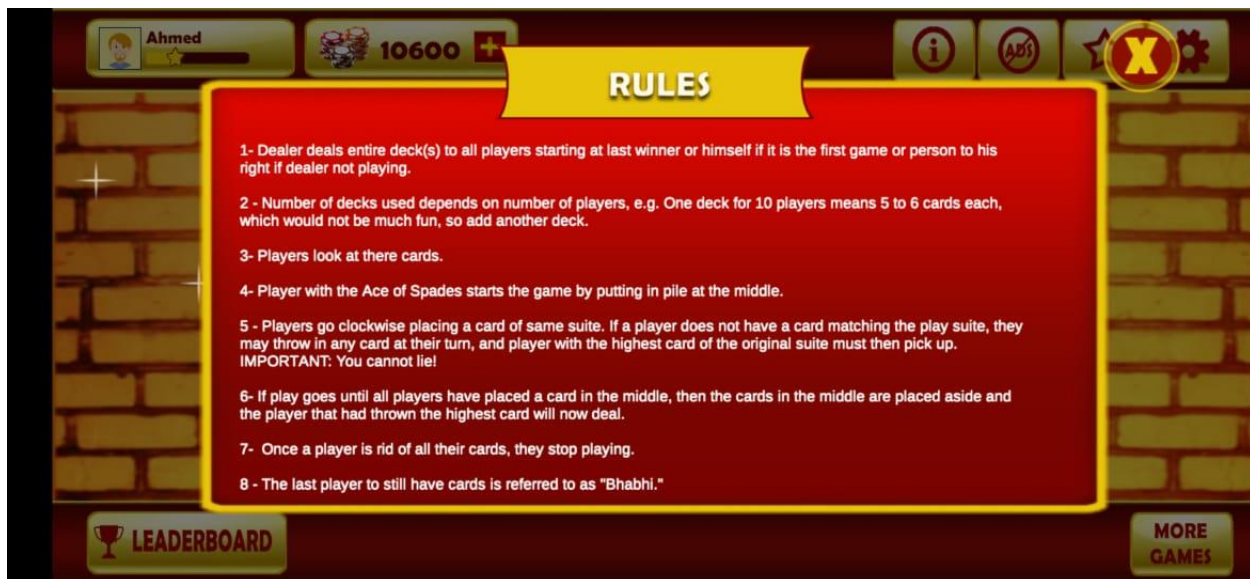 Ahmed
10600
ADS
X
RULES
1- Dealer deals entire deck(s) to all players starting at last winner or himself if it is the first game or person to his
right if dealer not playing.
2 - Number of decks used depends on number of players, e.g. One deck for 10 players means 5 to 6 cards each,
which would not be much fun, so add another deck.
3- Players look at there cards.
4- Player with the Ace of Spades starts the game by putting in pile at the middle.
5 - Players go clockwise placing a card of same suite. If a player does not have a card matching the play suite, they
may throw in any card at their turn, and player with the highest card of the original suite must then pick up.
IMPORTANT: You cannot lie!
6- If play goes until all players have placed a card in the middle, then the cards in the middle are placed aside and
the player that had thrown the highest card will now deal.
7-  Once a player is rid of all their cards, they stop playing.
8 - The last player to still have cards is referred to as "Bhabhi."
LEADERBOARD
MORE
GAMES